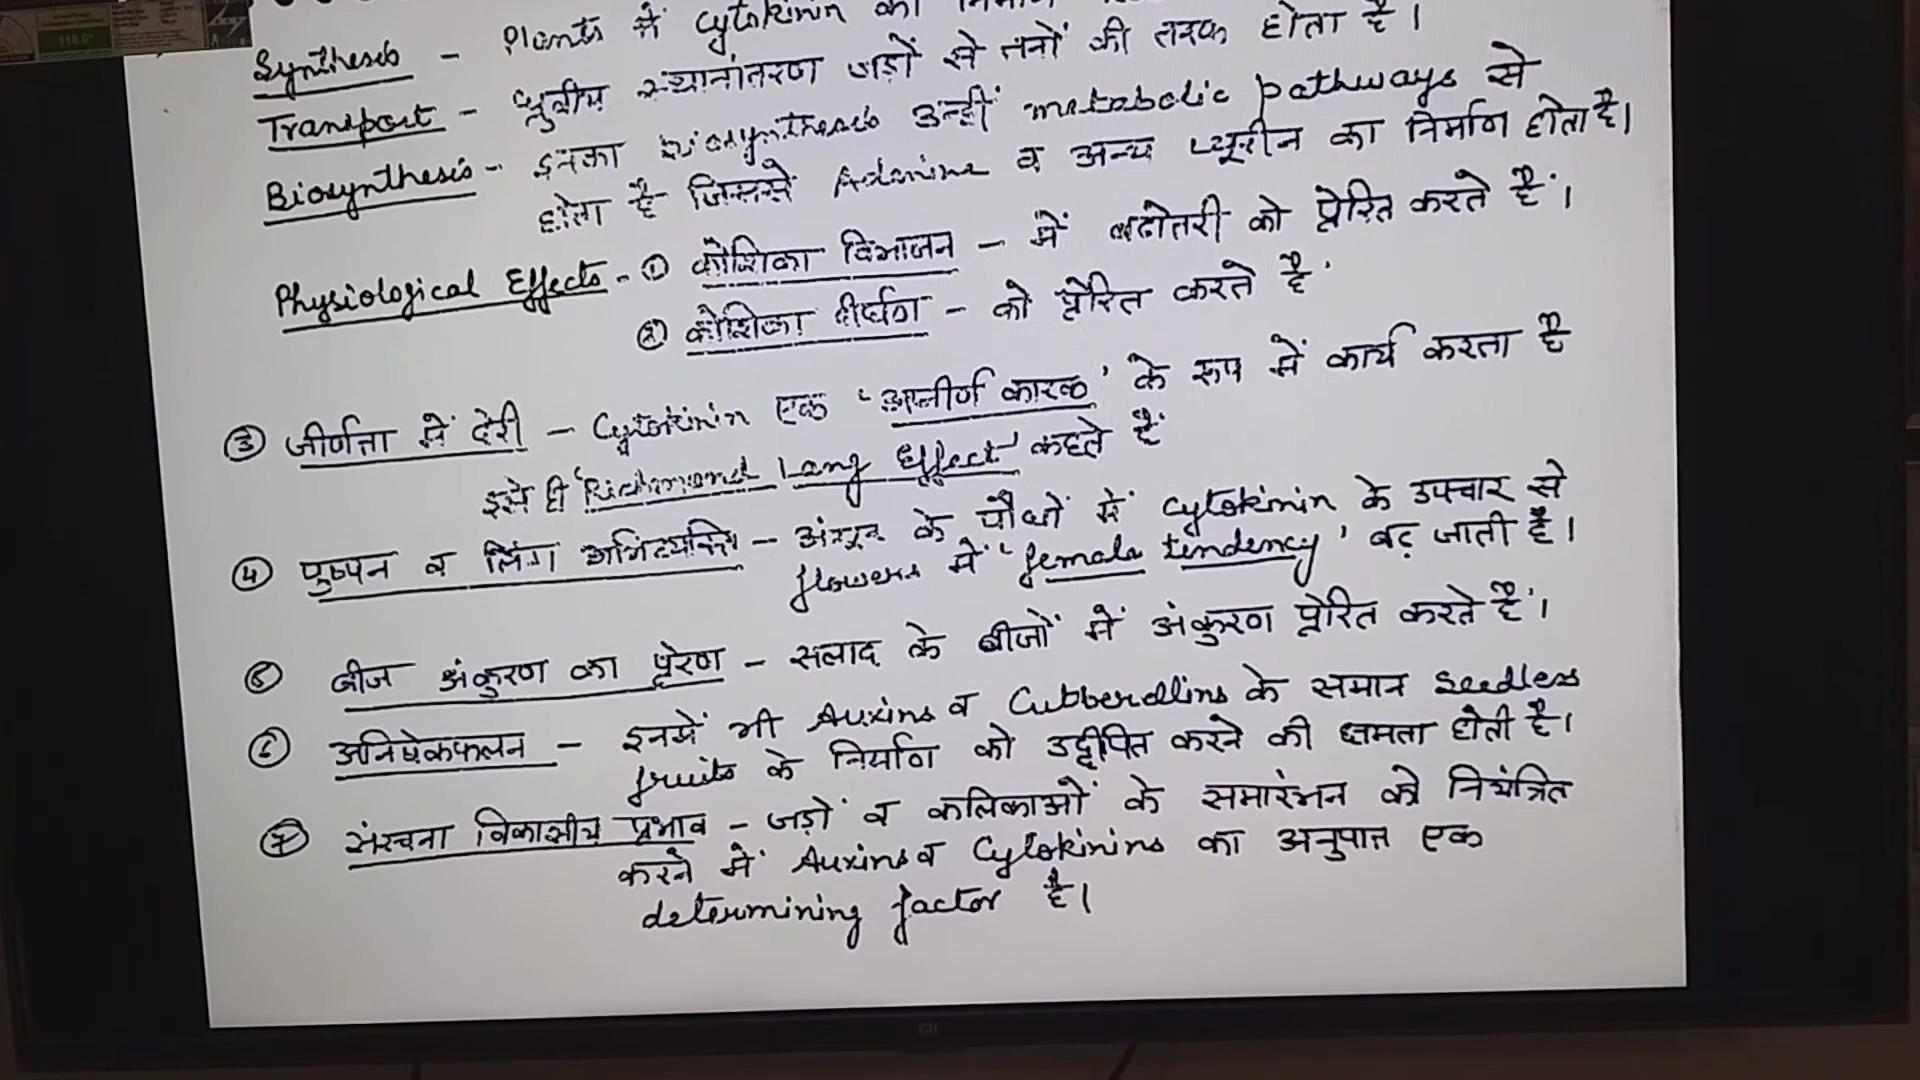 Synthesis - Plants में Cytokinin का निर्माण
Transport - ध्रुवीय स्थानांतरण जड़ों से तनों की तरफ होता है।
Biosynthesis - इनका Biosynthesis उन्हीं metabolic pathways से
होता है जिससे Adenine व अन्य प्यूरीन का निर्माण होता है।
Physiological Effects - ① कोशिका विभाजन - में बढोतरी को प्रेरित करते हैं।
② कोशिका दीर्घण - को प्रेरित करते हैं
③ जीर्णता में देरी - Cytokinin एक 'अजीर्ण कारक' के रूप में कार्य करता है
इसे ही 'Richmond Lang Effect' कहते हैं
④ पुष्पन व लिंग अभिव्यक्ति - अंगूर के पौधों में Cytokinin के उपचार से
flowers में 'female tendency' बढ़ जाती है।
⑤ बीज अंकुरण का प्रेरण - सलाद के बीजों में अंकुरण प्रेरित करते हैं।
⑥ अनिषेकफलन - इनमें भी Auxins व Gibberellins के समान seedless
fruits के निर्माण को उद्दीपित करने की क्षमता होती है।
⑦ संरचना विकासीय प्रभाव - जड़ों व कलिकाओं के समारंभन को नियंत्रित
करने में Auxins व Cytokinins का अनुपात एक
determining factor है।
MI